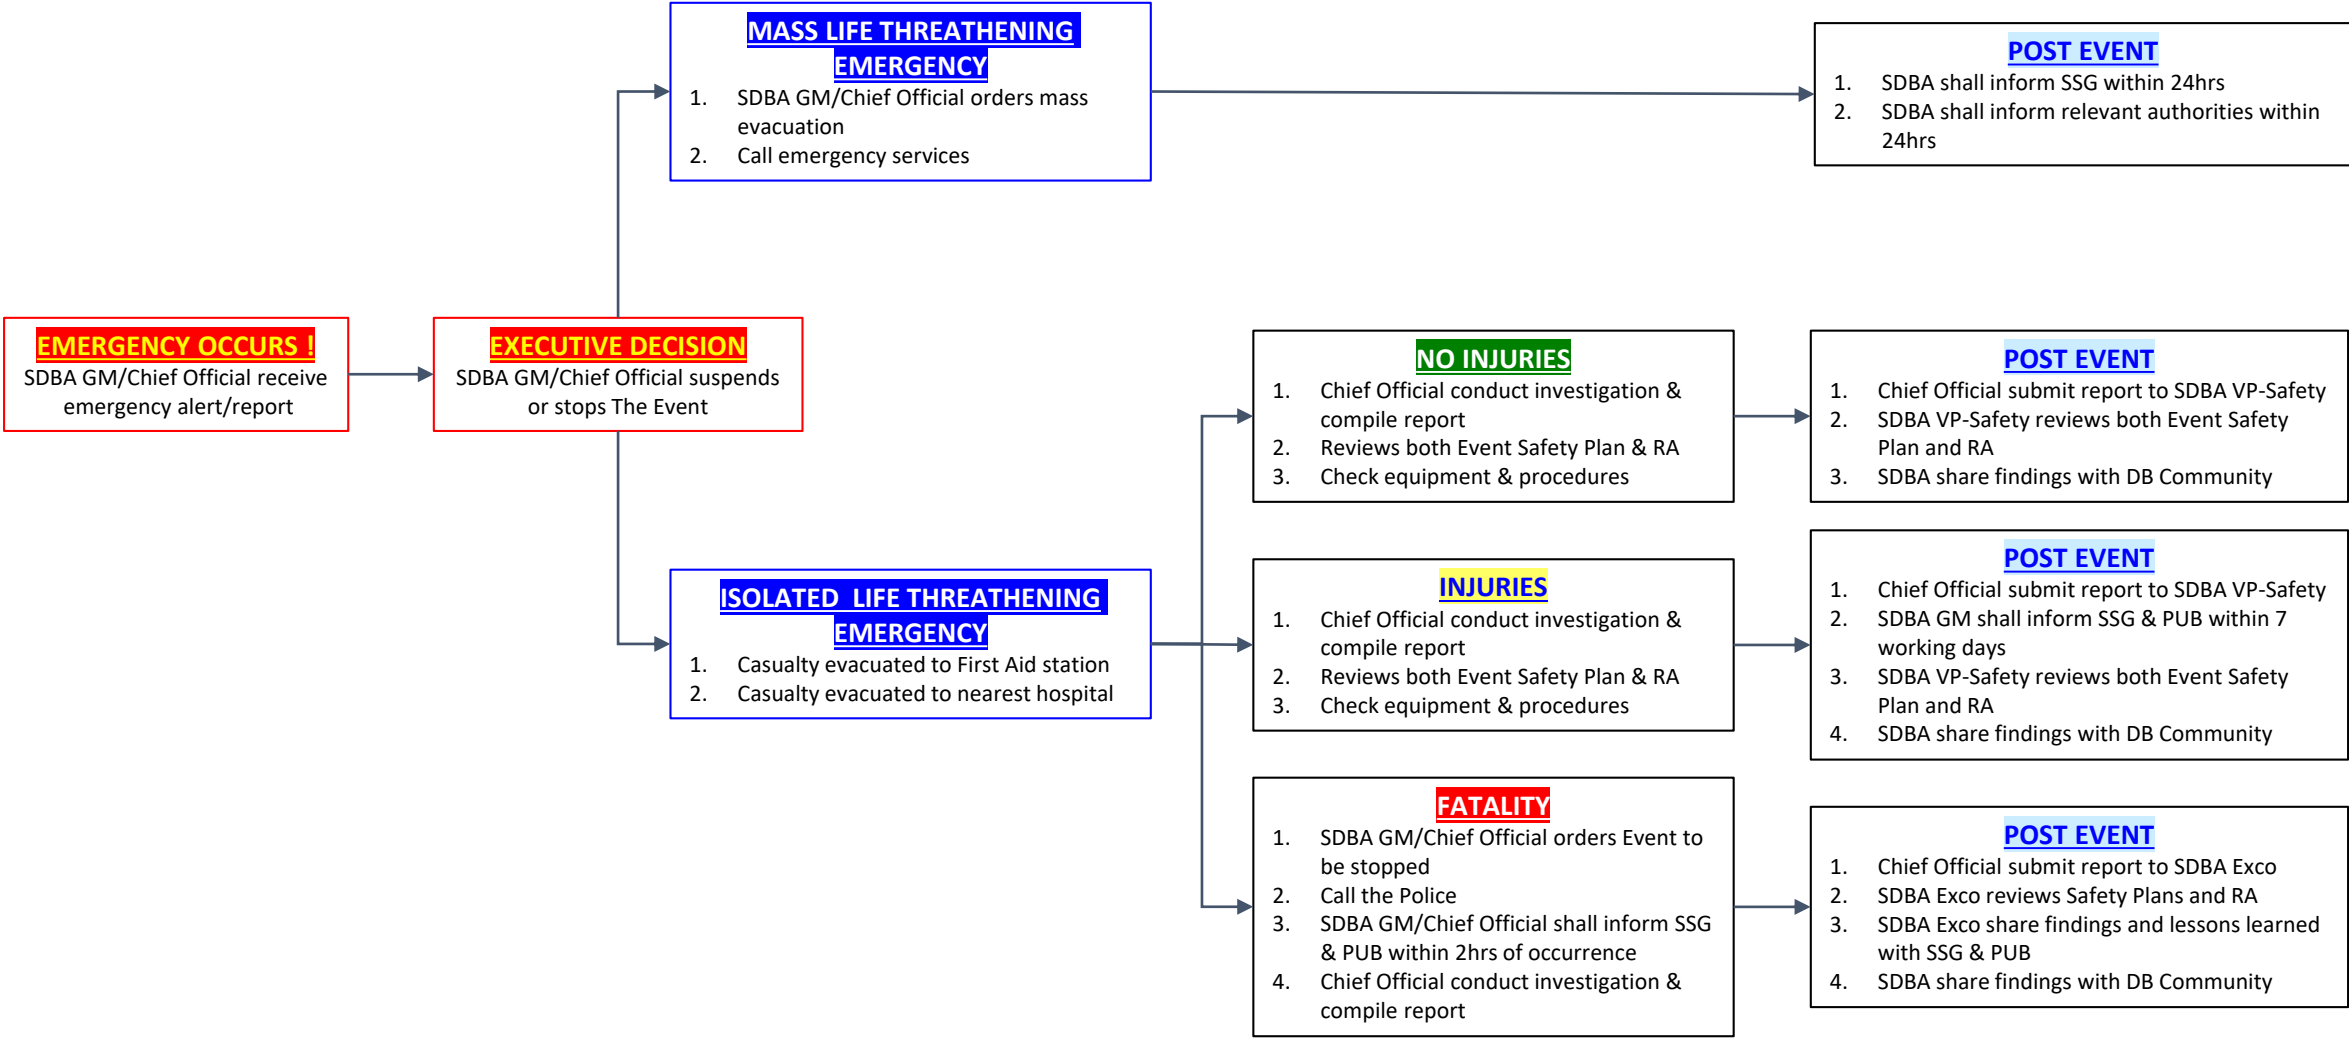 MASS LIFE THREATHENING
EMERGENCY
1. SDBA GM/Chief Official orders mass
evacuation
2. Call emergency services
POST EVENT
1. SDBA shall inform SSG within 24hrs
2. SDBA shall inform relevant authorities within
24hrs
EMERGENCY OCCURS !
SDBA GM/Chief Official receive
emergency alert/report
EXECUTIVE DECISION
SDBA GM/Chief Official suspends
or stops The Event
ISOLATED LIFE THREATHENING
EMERGENCY
1. Casualty evacuated to First Aid station
2. Casualty evacuated to nearest hospital
NO INJURIES
1. Chief Official conduct investigation &
compile report
2. Reviews both Event Safety Plan & RA
3. Check equipment & procedures
POST EVENT
1. Chief Official submit report to SDBA VP-Safety
2. SDBA VP-Safety reviews both Event Safety
Plan and RA
3. SDBA share findings with DB Community
INJURIES
1. Chief Official conduct investigation &
compile report
2. Reviews both Event Safety Plan & RA
3. Check equipment & procedures
POST EVENT
1. Chief Official submit report to SDBA VP-Safety
2. SDBA GM shall inform SSG & PUB within 7
working days
3. SDBA VP-Safety reviews both Event Safety
Plan and RA
4. SDBA share findings with DB Community
FATALITY
1. SDBA GM/Chief Official orders Event to
be stopped
2. Call the Police
3. SDBA GM/Chief Official shall inform SSG
& PUB within 2hrs of occurrence
4. Chief Official conduct investigation &
compile report
POST EVENT
1. Chief Official submit report to SDBA Exco
2. SDBA Exco reviews Safety Plans and RA
3. SDBA Exco share findings and lessons learned
with SSG & PUB
4. SDBA share findings with DB Community